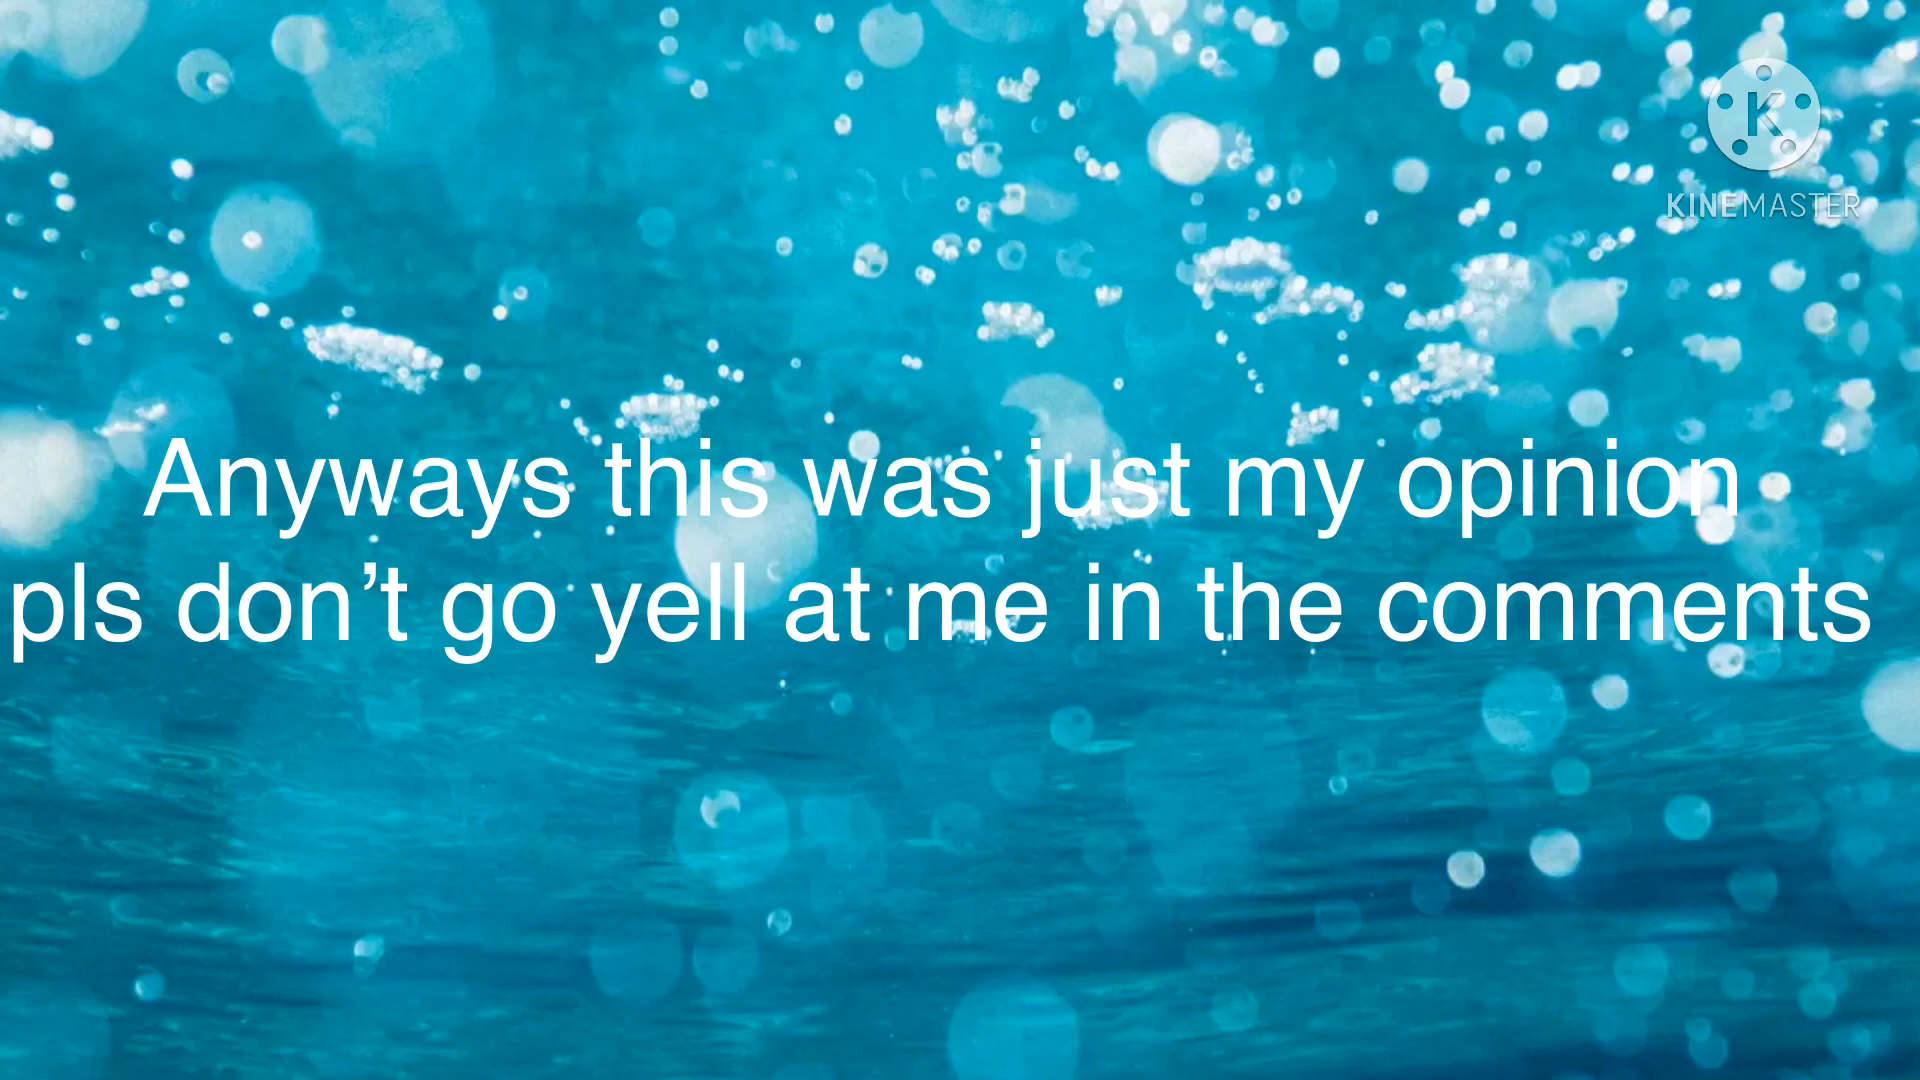 K
KINEMASTER
Anyways this was just my opinion
pls don’t go yell at me in the comments